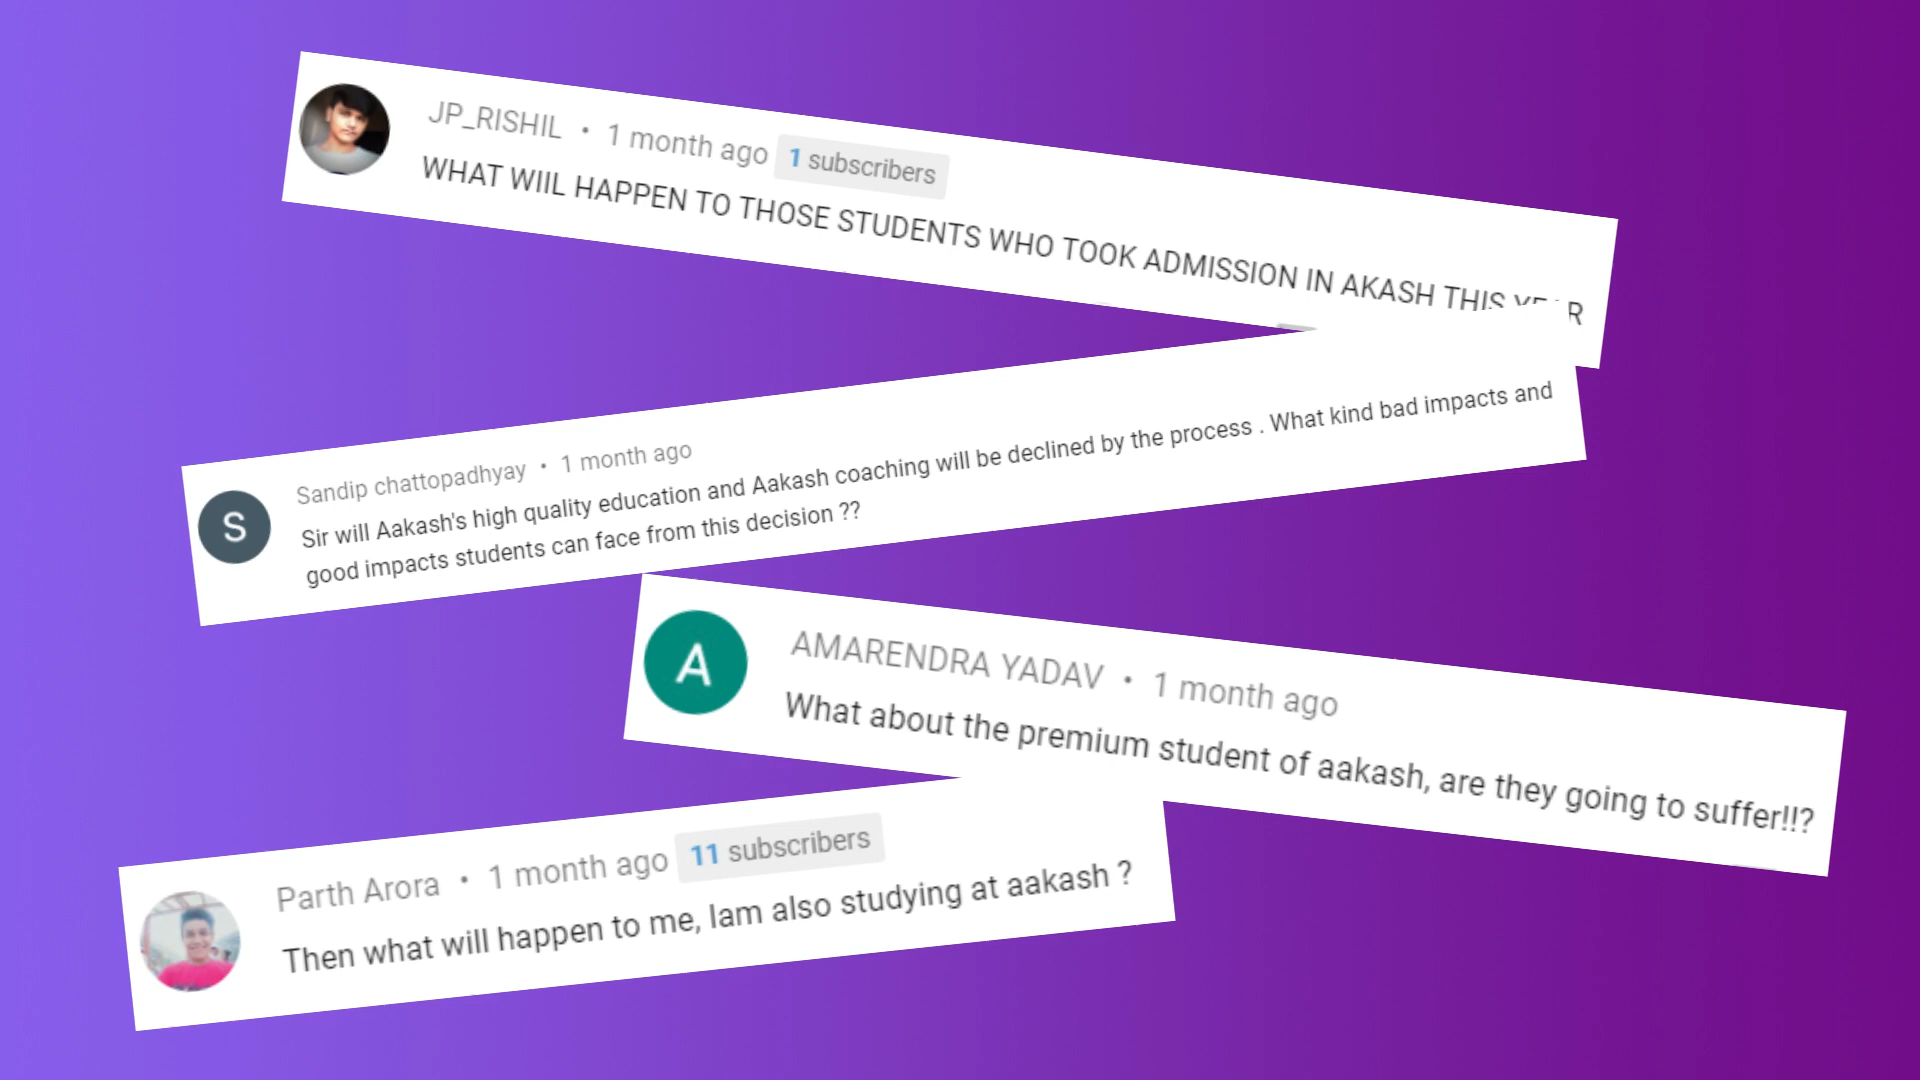 JP_RISHIL • 1 month ago 1 subscribers
WHAT WIIL HAPPEN TO THOSE STUDENTS WHO TOOK ADMISSION IN AKASH THIS YEAR
Sandip chattopadhyay • 1 month ago
Sir will Aakash's high quality education and Aakash coaching will be declined by the process . What kind bad impacts and
good impacts students can face from this decision ??
S
AMARENDRA YADAV • 1 month ago
What about the premium student of aakash, are they going to suffer!!?
A
Parth Arora • 1 month ago 11 subscribers
Then what will happen to me, Iam also studying at aakash ?